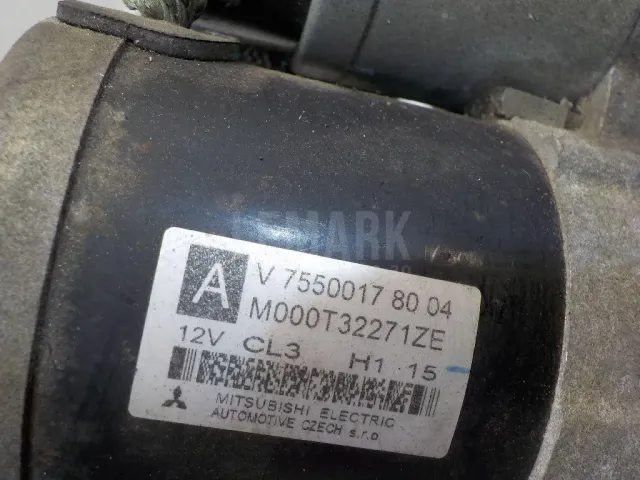 A
V 7550017 80 04
M000T32271ZE
12V CL3 H1 15
MITSUBISHI ELECTRIC
AUTOMOTIVE CZECH s.r.o